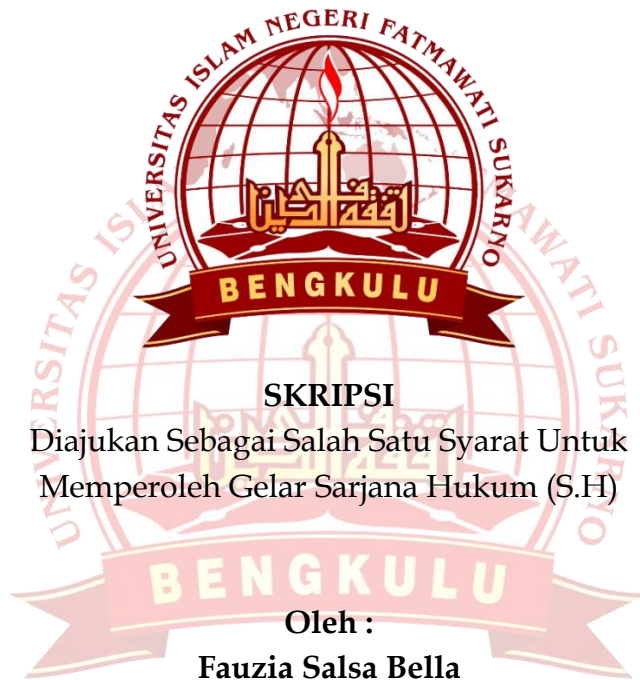 UNIVERSITAS ISLAM NEGERI FATMAWATI SUKARNO
BENGKULU
SKRIPSI
Diajukan Sebagai Salah Satu Syarat Untuk
Memperoleh Gelar Sarjana Hukum (S.H)
BENGKULU
Oleh :
Fauzia Salsa Bella